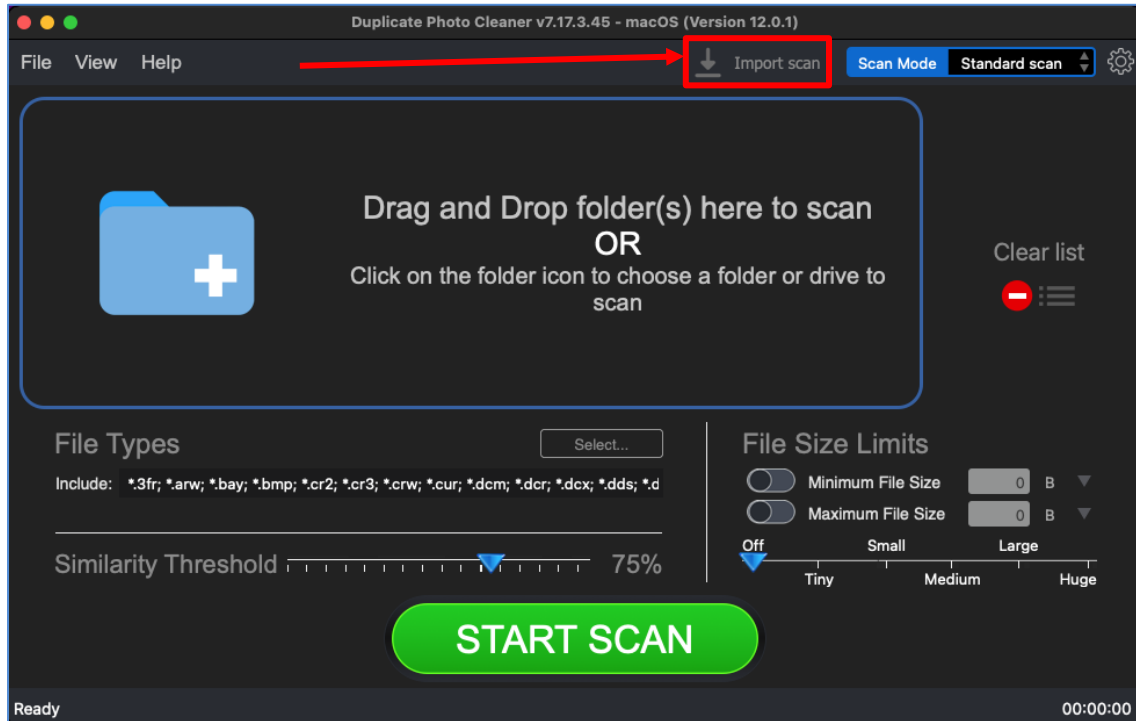 Duplicate Photo Cleaner v7.17.3.45 - macOS (Version 12.0.1)
File View Help Import scan Scan Mode Standard scan
Drag and Drop folder(s) here to scan
OR
Click on the folder icon to choose a folder or drive to
scan
Clear list
File Types Select...
Include: *.3fr; *.arw; *.bay; *.bmp; *.cr2; *.cr3; *.crw; *.cur; *.dcm; *.dcr; *.dcx; *.dds; *.d
Similarity Threshold 75%
File Size Limits
Minimum File Size 0 B
Maximum File Size 0 B
Off Small Large
Tiny Medium Huge
START SCAN
Ready 00:00:00